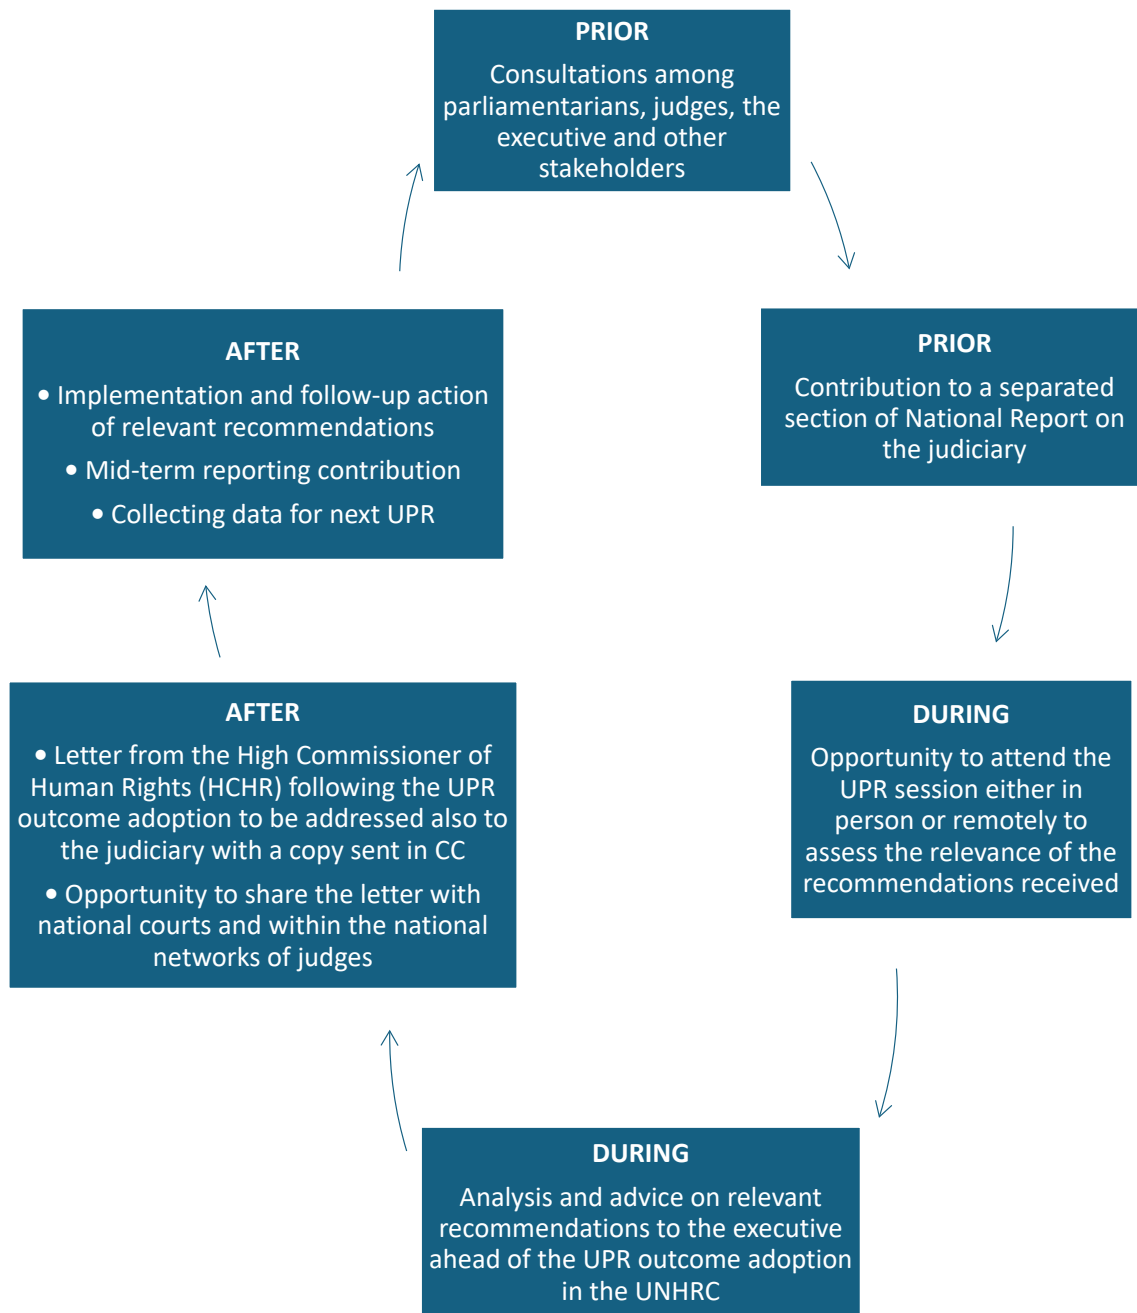 PRIOR
Consultations among
parliamentarians, judges, the
executive and other
stakeholders
PRIOR
Contribution to a separated
section of National Report on
the judiciary
DURING
Opportunity to attend the
UPR session either in
person or remotely to
assess the relevance of the
recommendations received
DURING
Analysis and advice on relevant
recommendations to the executive
ahead of the UPR outcome adoption
in the UNHRC
AFTER
• Letter from the High Commissioner of
Human Rights (HCHR) following the UPR
outcome adoption to be addressed also to
the judiciary with a copy sent in CC
• Opportunity to share the letter with
national courts and within the national
networks of judges
AFTER
• Implementation and follow-up action
of relevant recommendations
• Mid-term reporting contribution
• Collecting data for next UPR